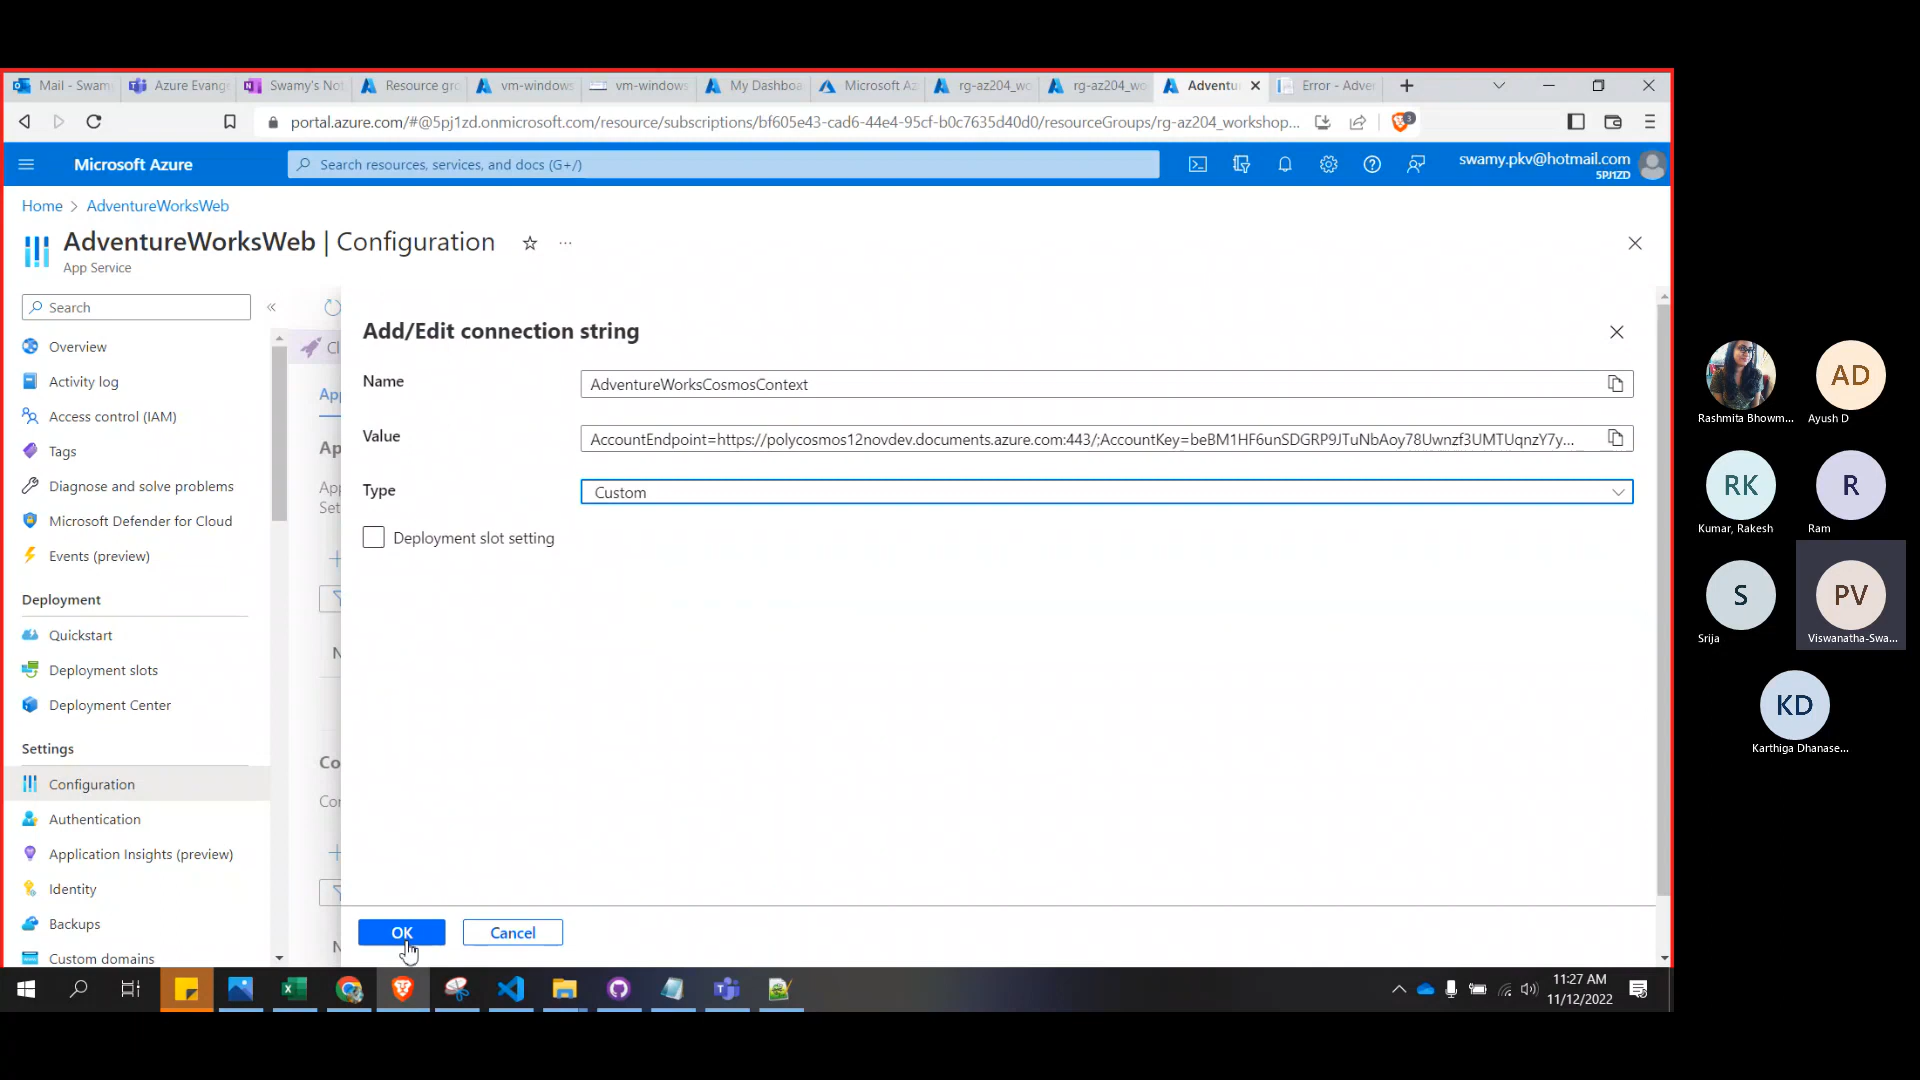 Mail - Swam
Azure Evang
Swamy's Not
Resource gro
vm-windows
vm-windows
My Dashboa
Microsoft Az
rg-az204_wo
rg-az204_wo
Adventu
Error - Adve
portal.azure.com/#@5pj1zd.onmicrosoft.com/resource/subscriptions/bf605e43-cad6-44e4-95cf-b0c7635d40d0/resourceGroups/rg-az204_workshop...
3
Microsoft Azure
Search resources, services, and docs (G+/)
swamy.pkv@hotmail.com
5PJ1ZD
Home > AdventureWorksWeb
AdventureWorksWeb | Configuration
App Service
Search
Overview
Activity log
Access control (IAM)
Tags
Diagnose and solve problems
Microsoft Defender for Cloud
Events (preview)
Deployment
Quickstart
Deployment slots
Deployment Center
Settings
Configuration
Authentication
Application Insights (preview)
Identity
Backups
Custom domains
Add/Edit connection string
Name
AdventureWorksCosmosContext
Value
AccountEndpoint=https://polycosmos12novdev.documents.azure.com:443/;AccountKey=beBM1HF6unSDGRP9JTuNbAoy78Uwnzf3UMTUqnzY7y...
Type
Custom
Deployment slot setting
OK
Cancel
11:27 AM
11/12/2022
Rashmita Bhowm...
AD
Ayush D
RK
Kumar, Rakesh
R
Ram
S
Srija
PV
Viswanatha-Swa...
KD
Karthiga Dhanase...